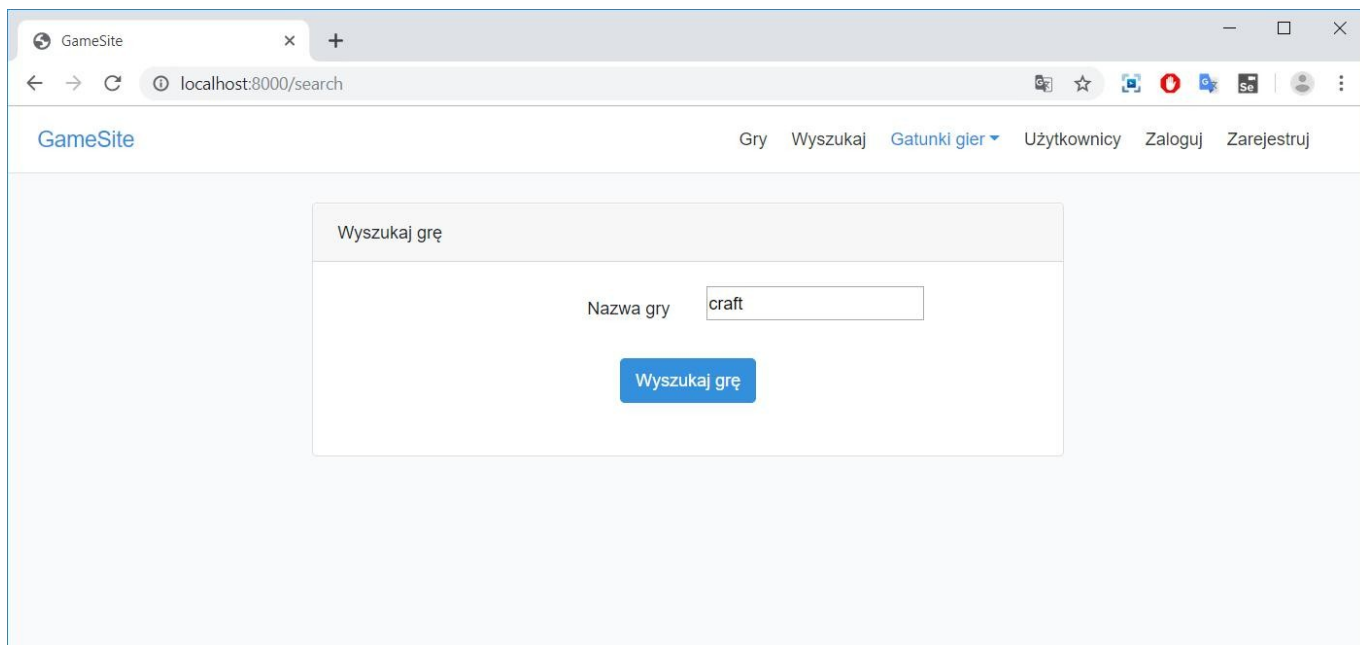 GameSite
localhost:8000/search
GameSite Gry Wyszukaj Gatunki gier Użytkownicy Zaloguj Zarejestruj
Wyszukaj grę
Nazwa gry craft
Wyszukaj grę